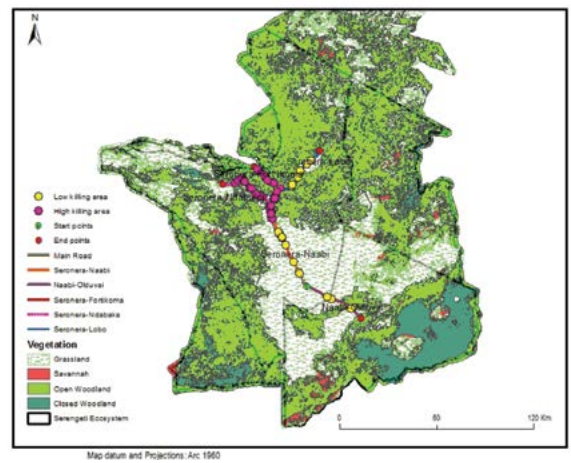 N
Low killing area
High killing area
Start points
End points
Main Road
Seronera-Naabi
Naabi-Olduvai
Seronera-Fortikoma
Seronera-Ndabaka
Seronera-Lobo
Vegetation
Grassland
Savannah
Open Woodland
Closed Woodland
Serengeti Eccsystem
Seronera-Naabi
0
60
120 Km
Map datum and Projections: Arc 1960